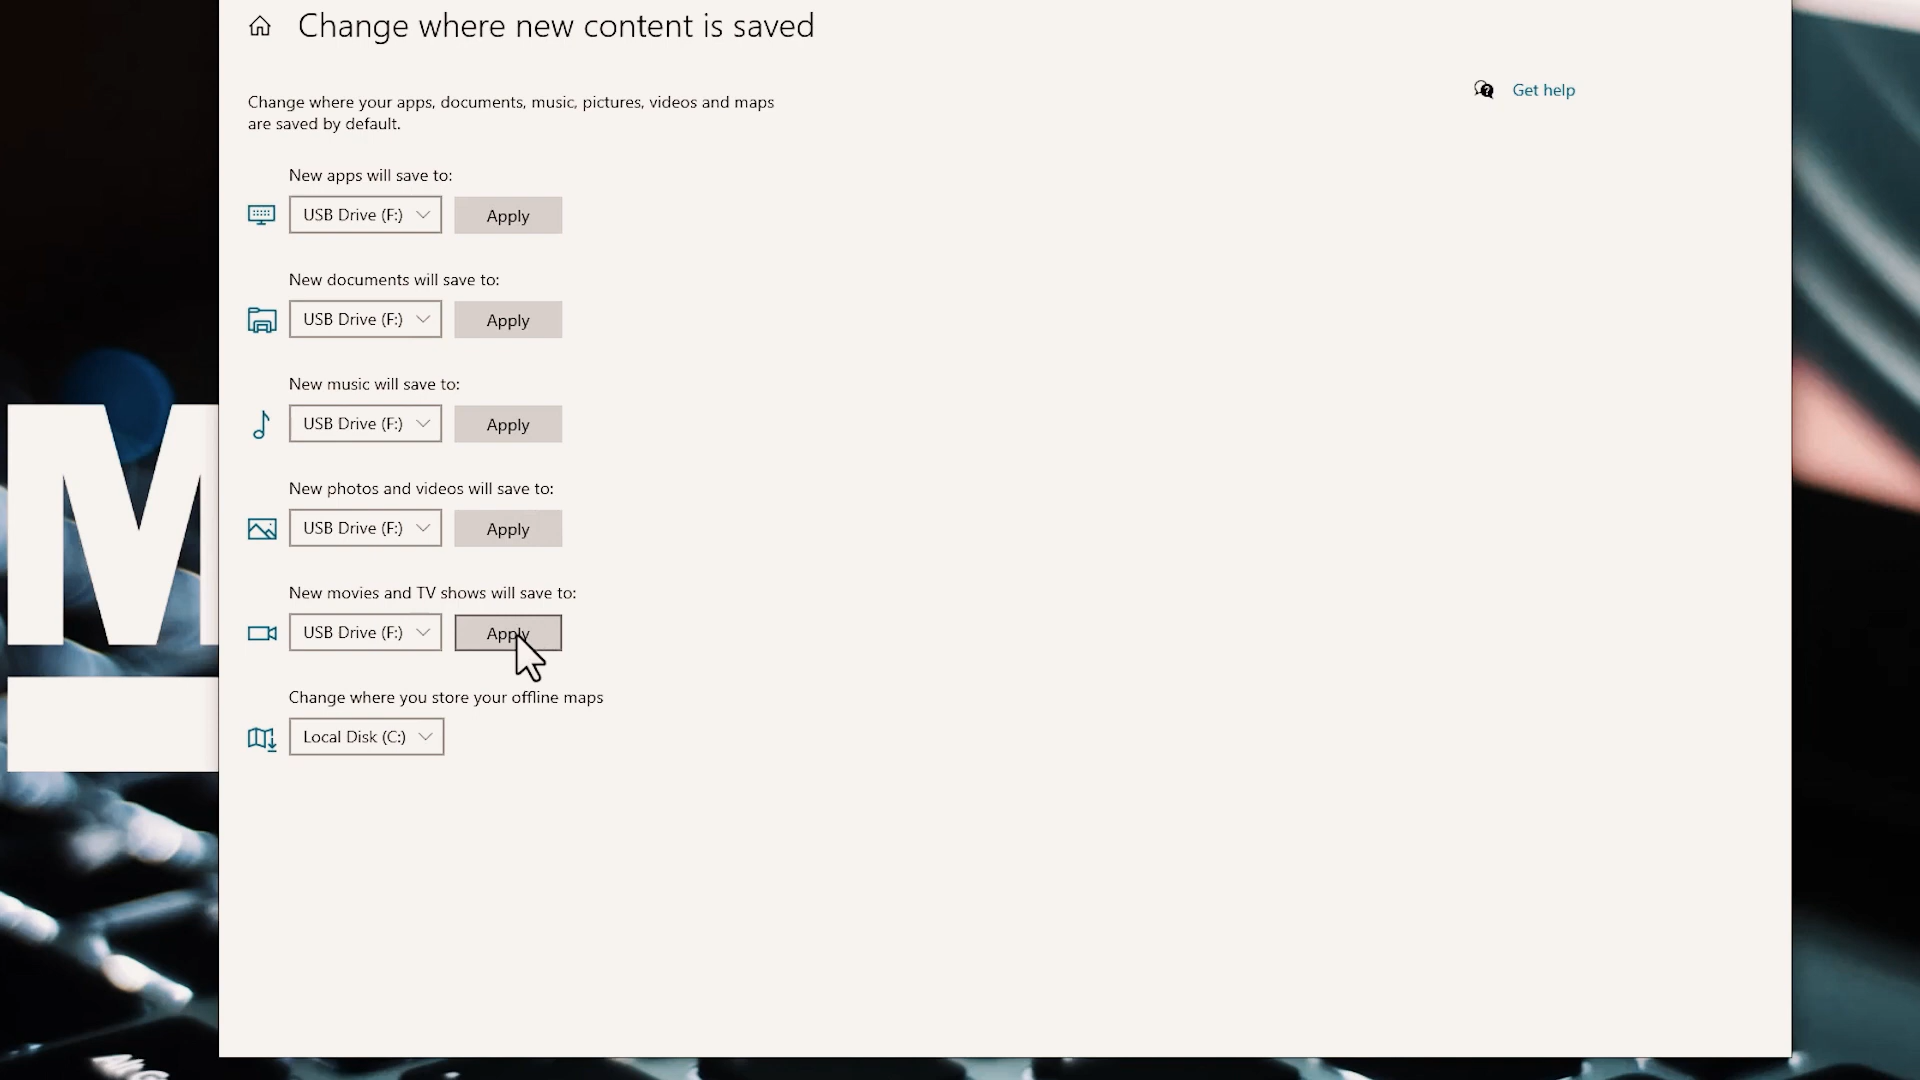 Change where new content is saved
Get help
Change where your apps, documents, music, pictures, videos and maps
are saved by default.
New apps will save to:
USB Drive (F:)
Apply
New documents will save to:
USB Drive (F:)
Apply
New music will save to:
USB Drive (F:)
Apply
New photos and videos will save to:
USB Drive (F:)
Apply
New movies and TV shows will save to:
USB Drive (F:)
Apply
Change where you store your offline maps
Local Disk (C:)
M